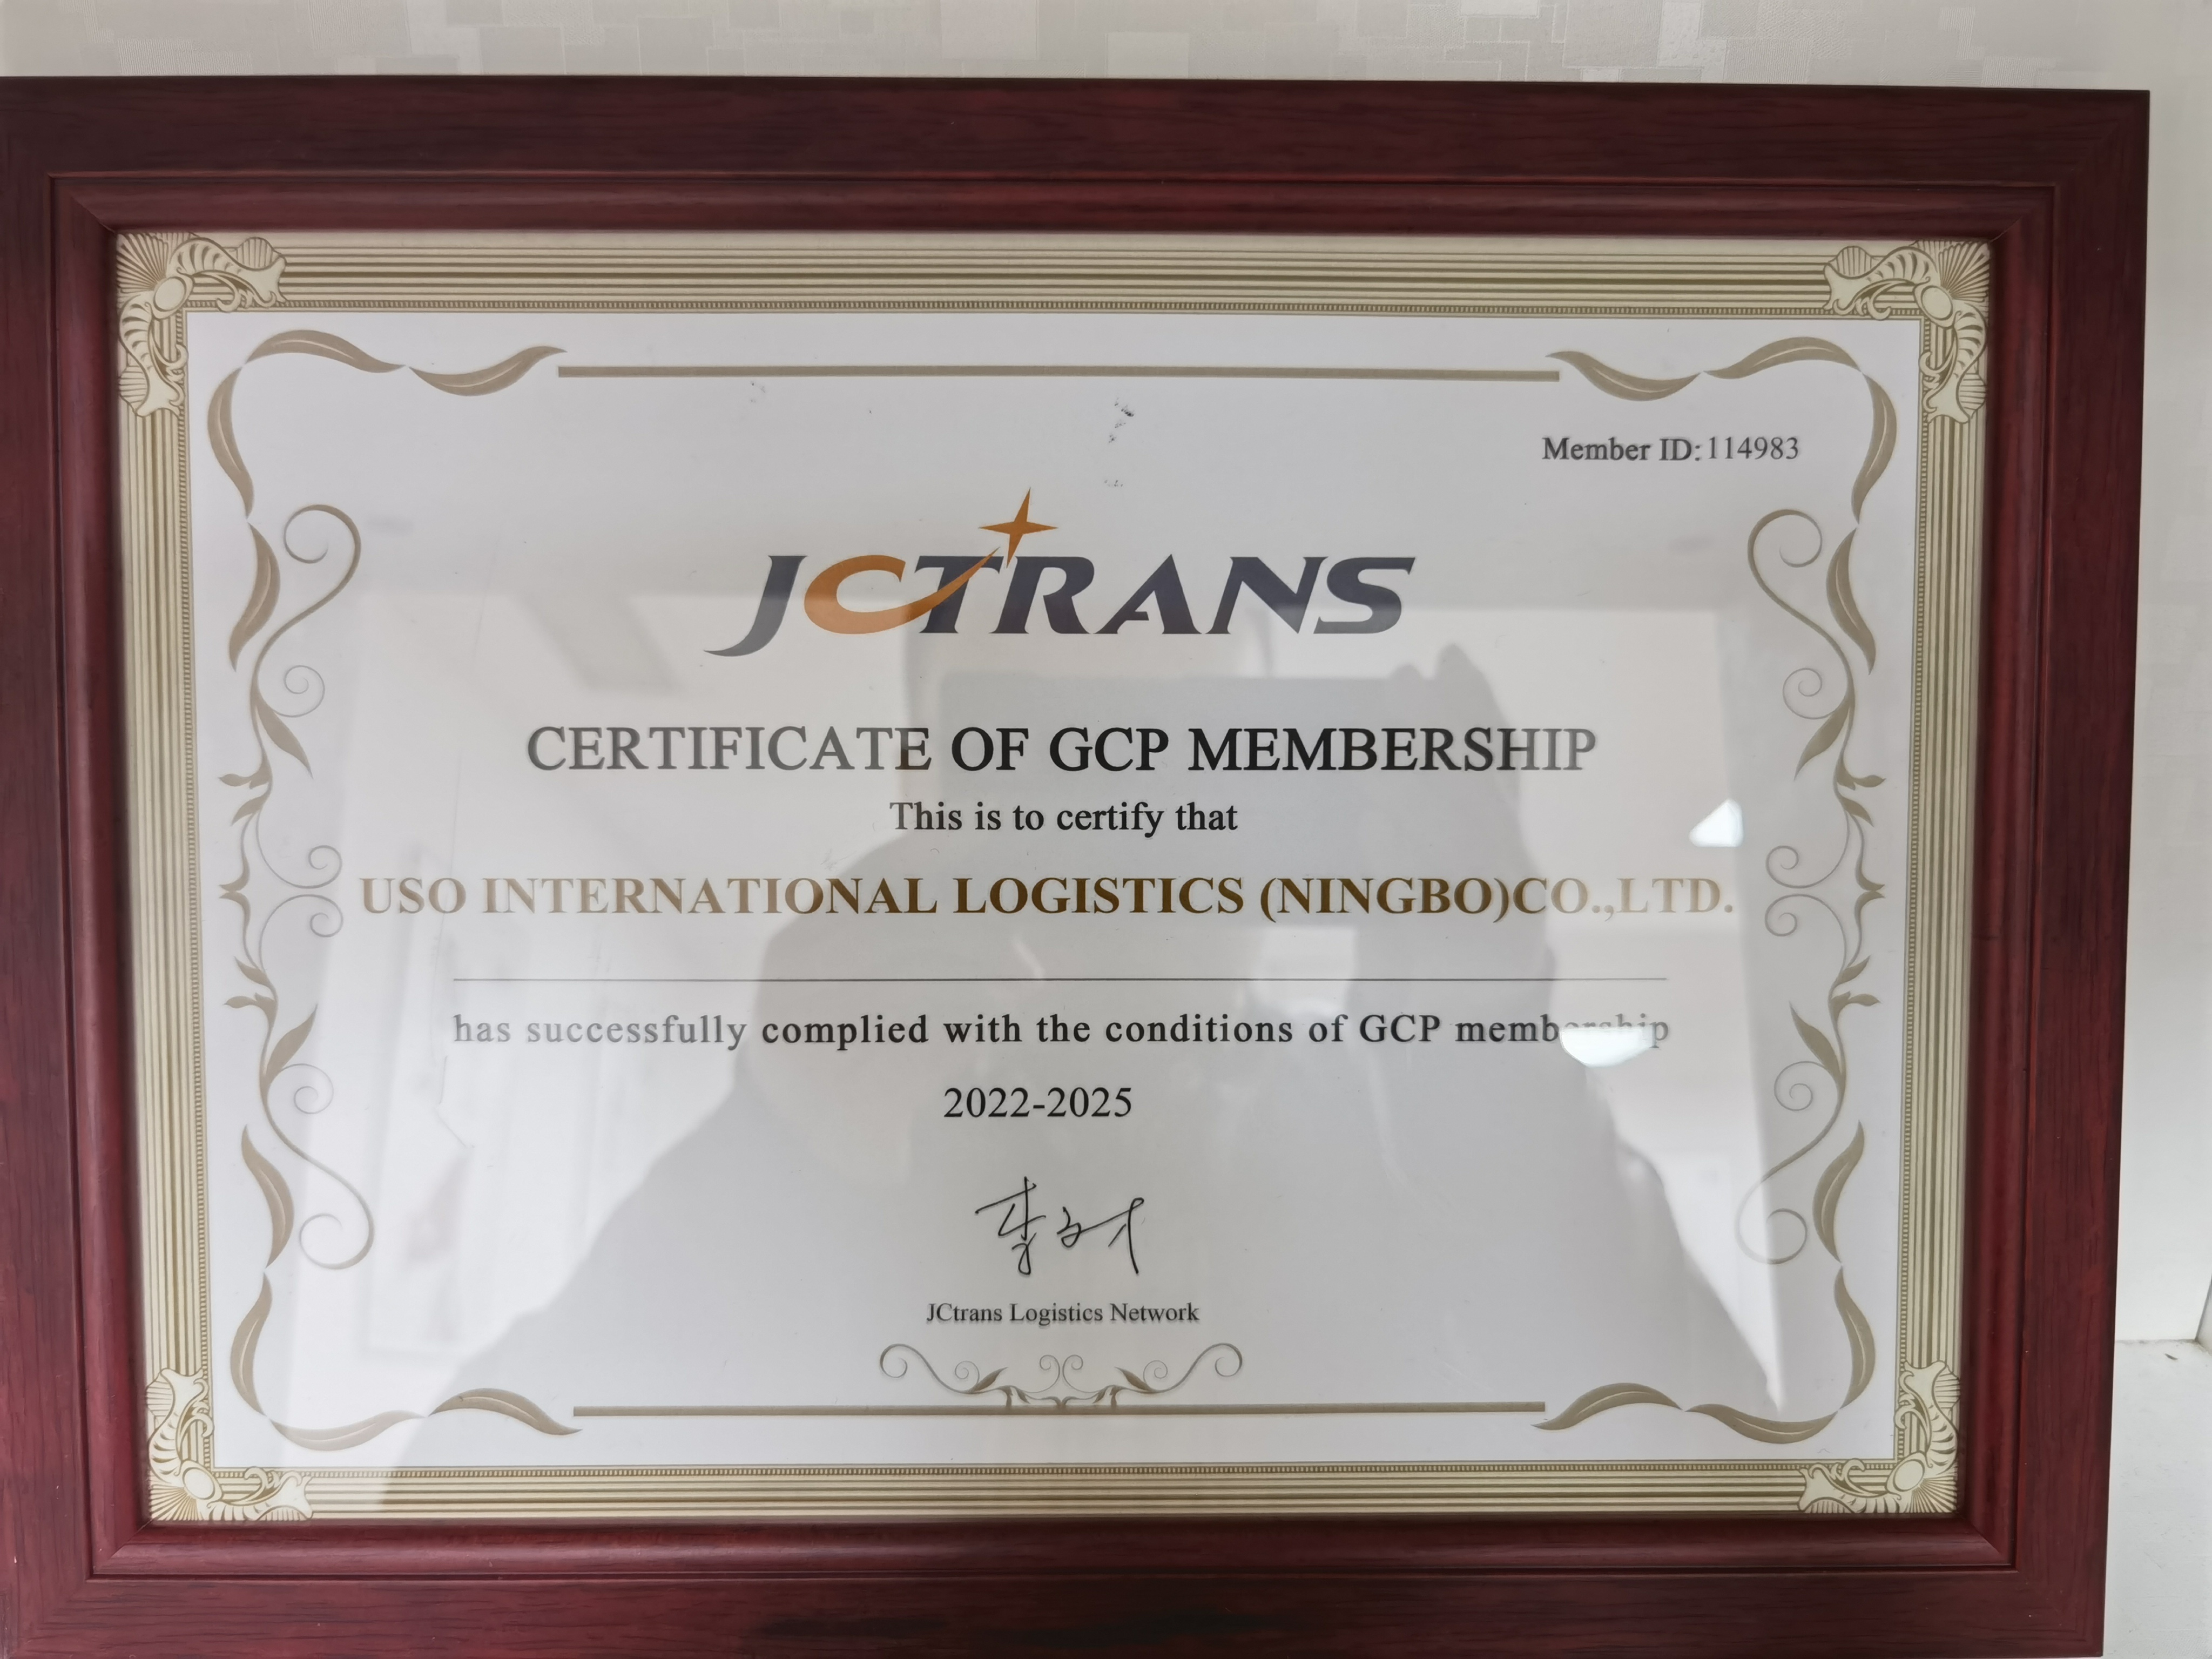 Member ID:114983
JCTRANS
CERTIFICATE OF GCP MEMBERSHIP
This is to certify that
USO INTERNATIONAL LOGISTICS (NINGBO)CO.,LTD.
has successfully complied with the conditions of GCP membership
2022-2025
JCtrans Logistics Network